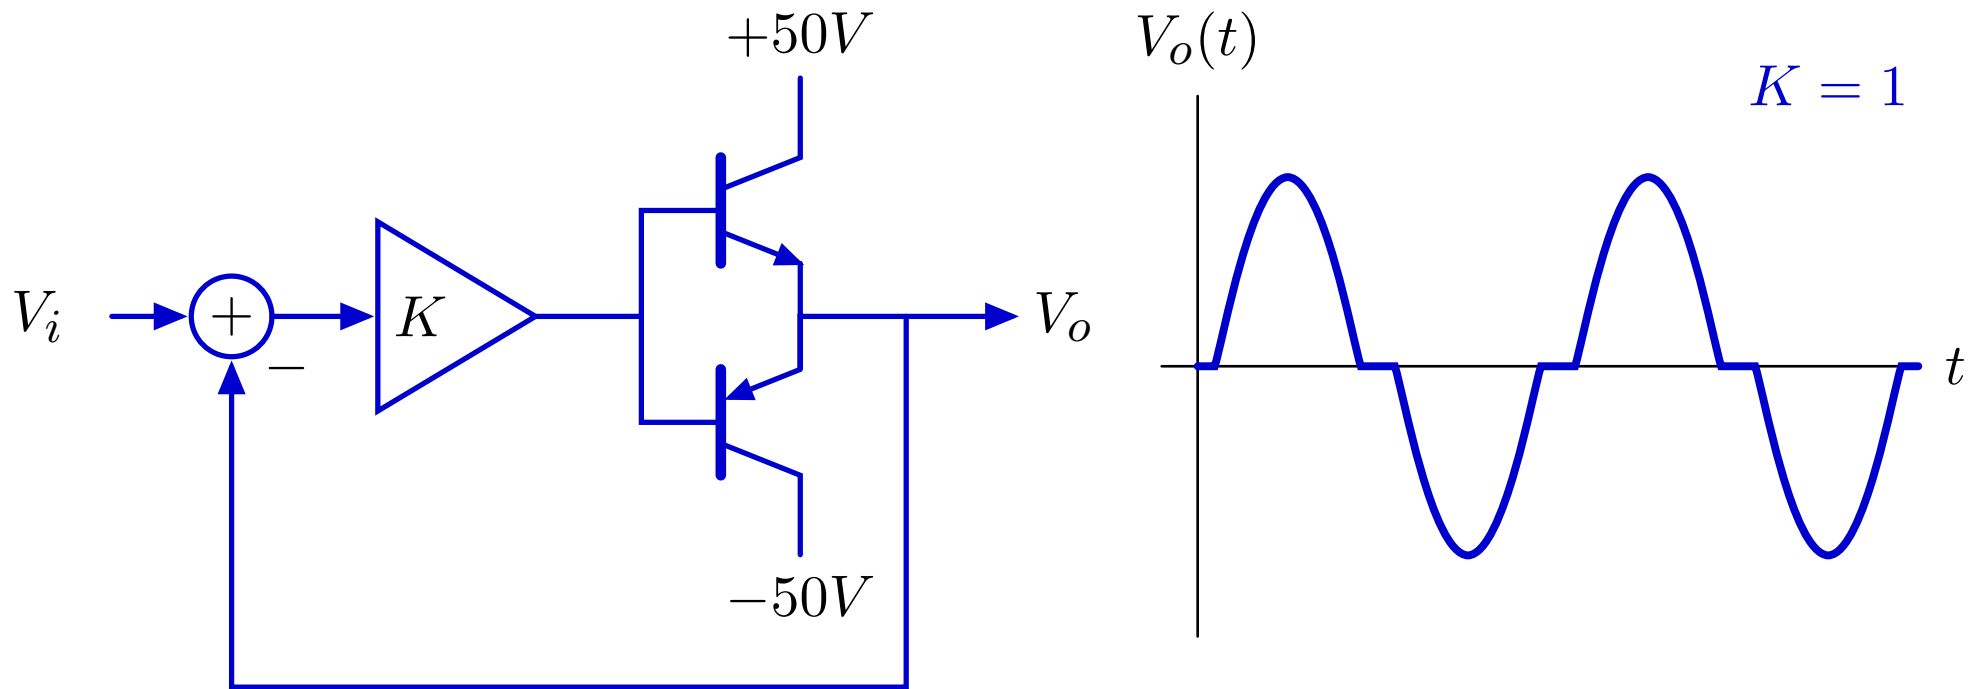 +50V
V_i
+
−
K
V_o
−50V
V_o(t)
K = 1
t